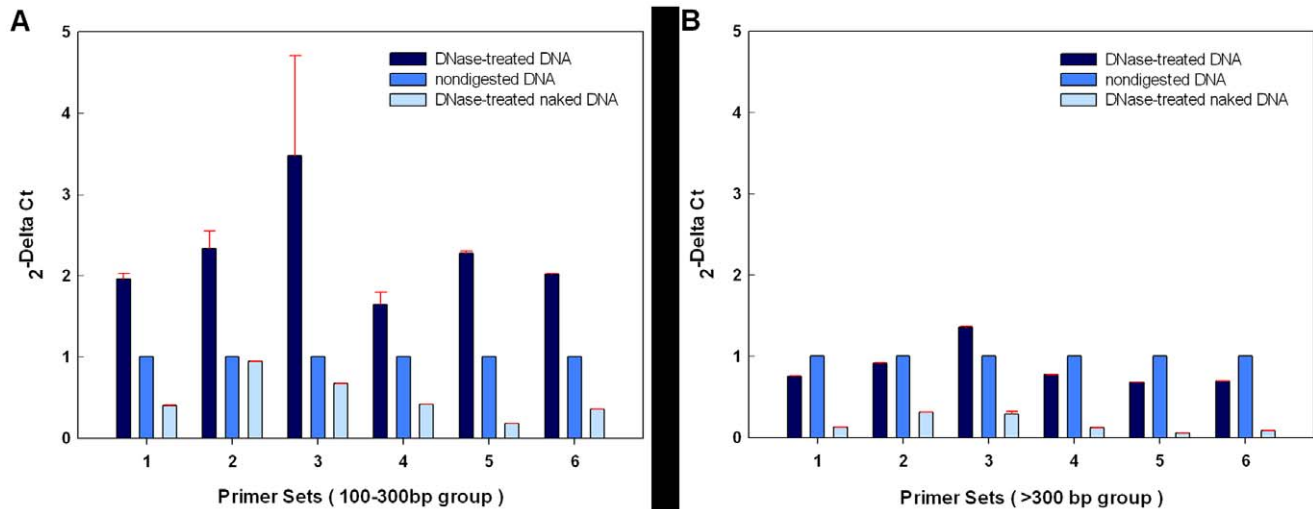 A
5
4
3
2
1
0
2^-Delta Ct
DNase-treated DNA
nondigested DNA
DNase-treated naked DNA
1 2 3 4 5 6
Primer Sets ( 100-300bp group )
B
5
4
3
2
1
0
2^-Delta Ct
DNase-treated DNA
nondigested DNA
DNase-treated naked DNA
1 2 3 4 5 6
Primer Sets ( >300 bp group )